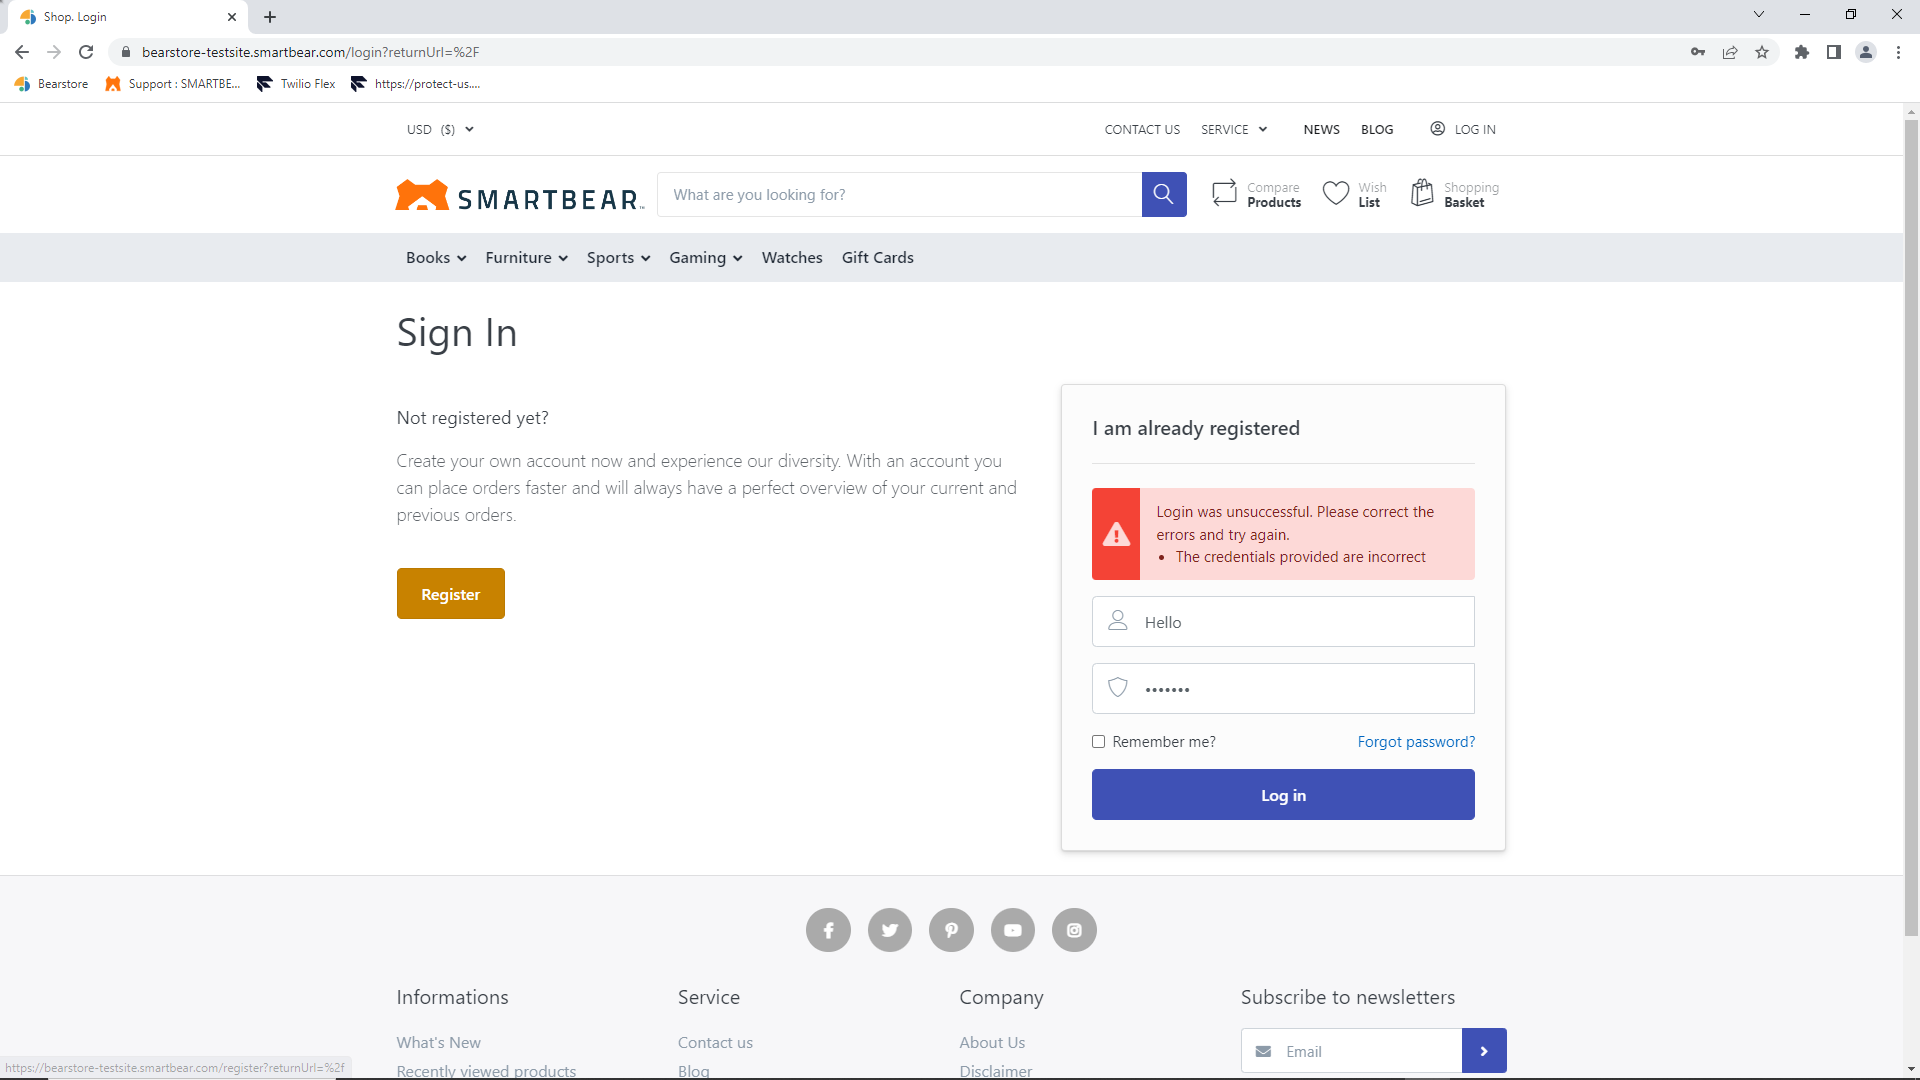 Shop. Login
bearstore-testsite.smartbear.com/login?returnUrl=%2F
Bearstore
Support : SMARTBE...
Twilio Flex
https://protect-us....
USD ($)
CONTACT US
SERVICE
NEWS
BLOG
LOG IN
SMARTBEAR
What are you looking for?
Compare
Products
Wish
List
Shopping
Basket
Books
Furniture
Sports
Gaming
Watches
Gift Cards
Sign In
Not registered yet?
Create your own account now and experience our diversity. With an account you
can place orders faster and will always have a perfect overview of your current and
previous orders.
Register
I am already registered
Login was unsuccessful. Please correct the
errors and try again.
• The credentials provided are incorrect
Hello
•••••••
Remember me?
Forgot password?
Log in
Informations
Service
Company
Subscribe to newsletters
What's New
Contact us
About Us
Email
Recently viewed products
Blog
Disclaimer
https://bearstore-testsite.smartbear.com/register?returnUrl=%2f